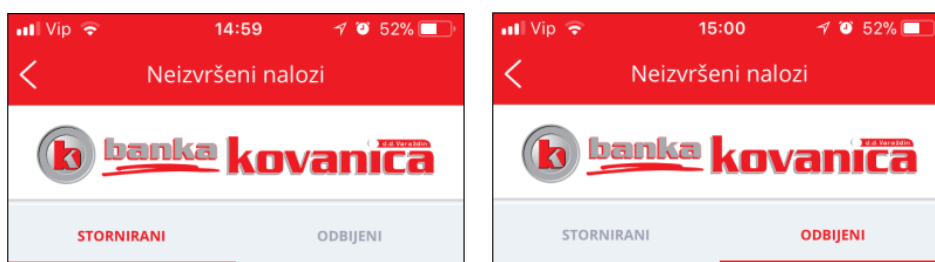 Vip 14:59 52%
Neizvršeni nalozi
k banka kovanica d.d. Varaždin
STORNIRANI ODBIJENI
Vip 15:00 52%
Neizvršeni nalozi
k banka kovanica d.d. Varaždin
STORNIRANI ODBIJENI